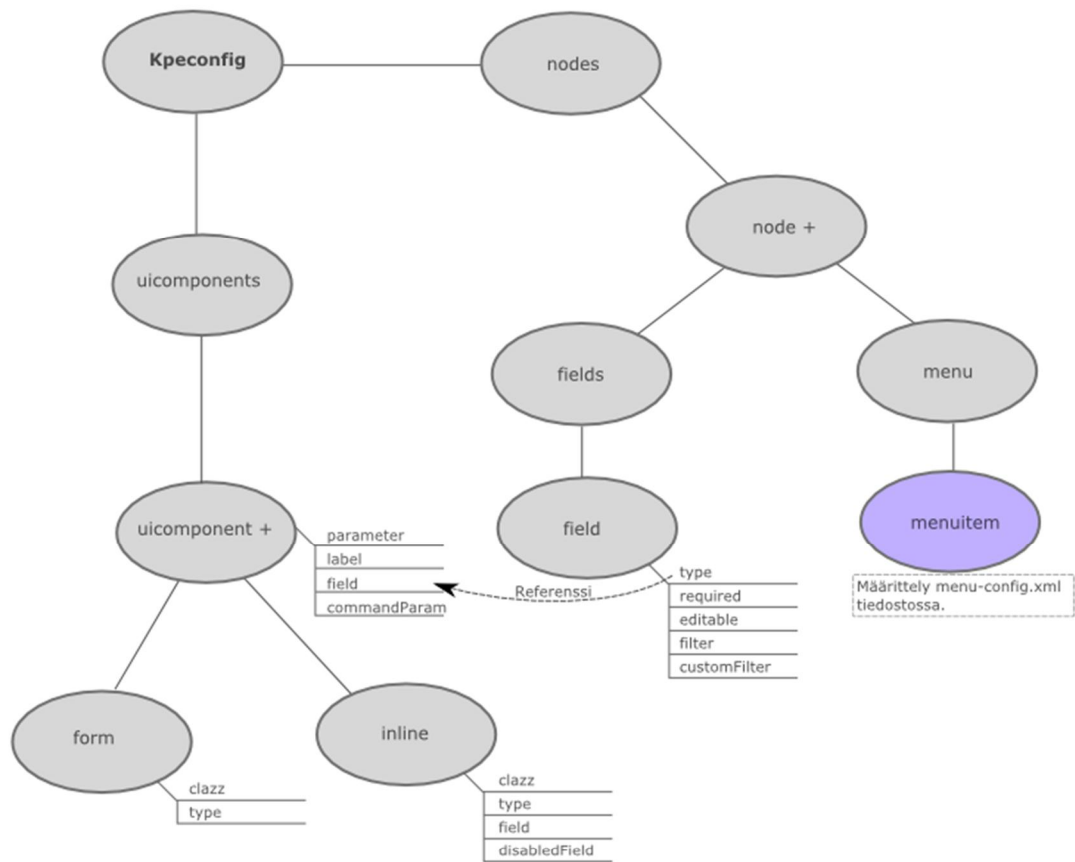 Kpeconfig
nodes
node +
uicomponents
fields
menu
uicomponent +
parameter
label
field
commandParam
Referenssi
field
type
required
editable
filter
customFilter
menuitem
Määrittely menu-config.xml
tiedostossa.
form
clazz
type
inline
clazz
type
field
disabledField